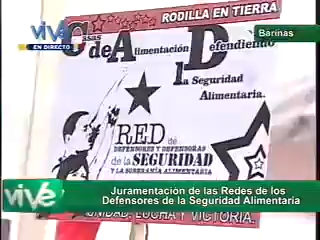 RODILLA EN TIERRA
ViVe
EN DIRECTO
Barinas
Casas
de Alimentación Defendiendo
la Seguridad
Alimentaria.
RED de
DEFENSORES Y DEFENSORAS
de la SEGURIDAD
Y LA SOBERANIA ALIMENTARIA
vive
Juramentación de las Redes de los
Defensores de la Seguridad Alimentaria
UNIDAD, LUCHA Y VICTORIA.